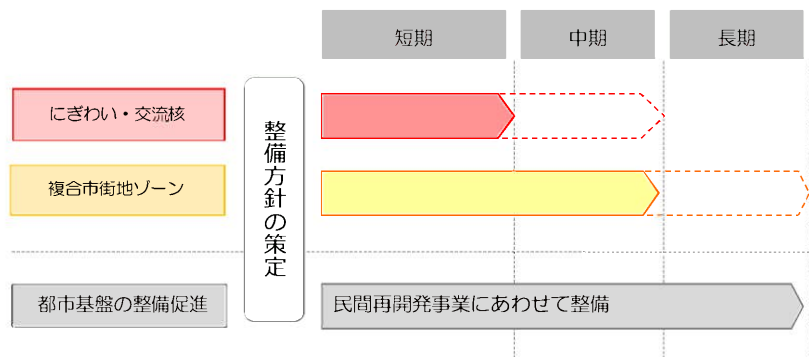 短期 中期 長期
にぎわい・交流核
複合市街地ゾーン
整備方針の策定
都市基盤の整備促進
民間再開発事業にあわせて整備